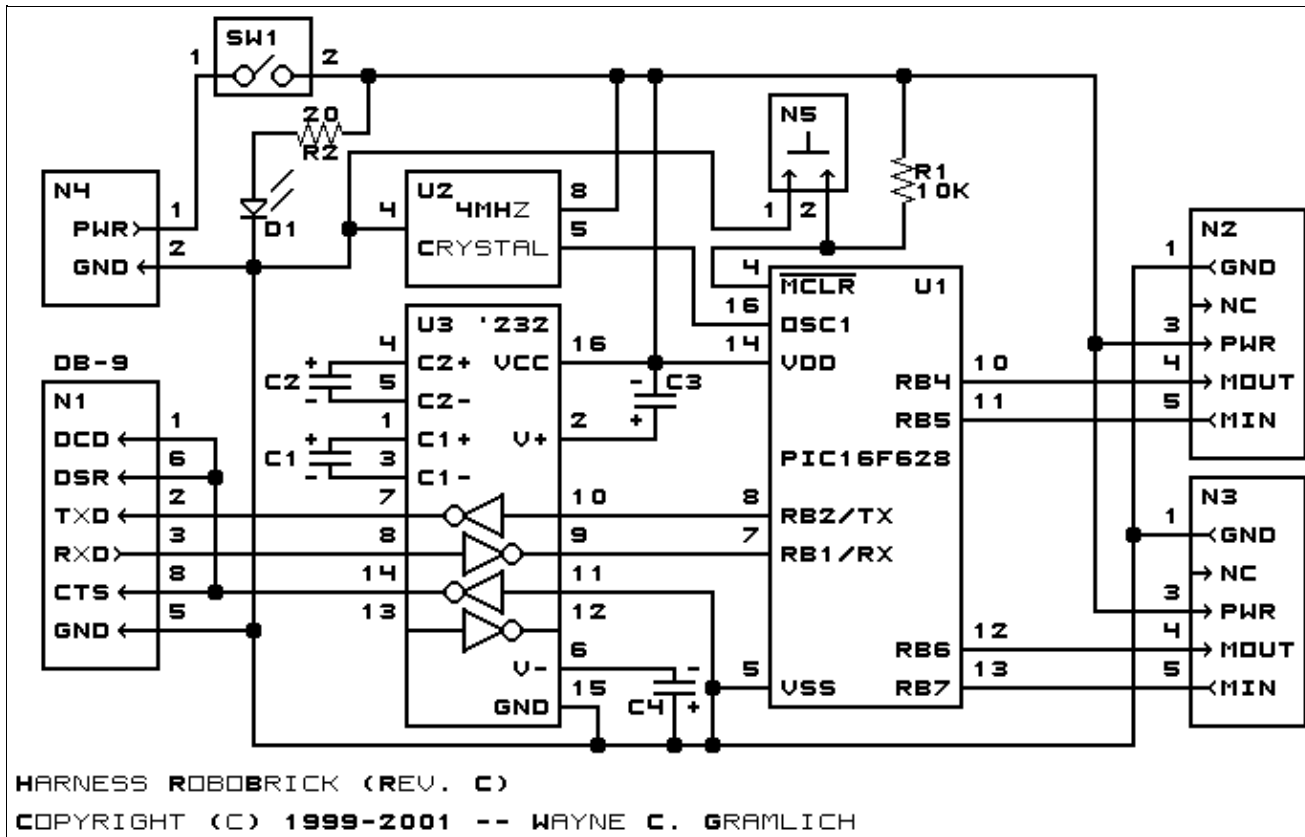 SW1
1 2
20
R2
N5
1 2
R1
10K
N4
PWR 1
GND 2
D1
U2
4MHZ
CRYSTAL
4 8
5
N2
1 GND
NC
3 PWR
4 MOUT
5 MIN
4 MCLR U1
16 OSC1
14 VDD
RB4 10
RB5 11
PIC16F628
8 RB2/TX
7 RB1/RX
RB6 12
5 VSS RB7 13
U3 '232
4 C2+ VCC 16
5 C2-
1 C1+ V+ 2
3 C1-
7 10
8 9
14 11
13 12
V- 6
GND 15
+ C2 -
+ C1 -
- C3 +
- C4 +
DB-9
N1
DCD 1
DSR 6
TXD 2
RXD 3
CTS 8
GND 5
N3
1 GND
NC
3 PWR
4 MOUT
5 MIN
HARNESS ROBOBRICK (REV. C)
COPYRIGHT (C) 1999-2001 -- WAYNE C. GRAMLICH